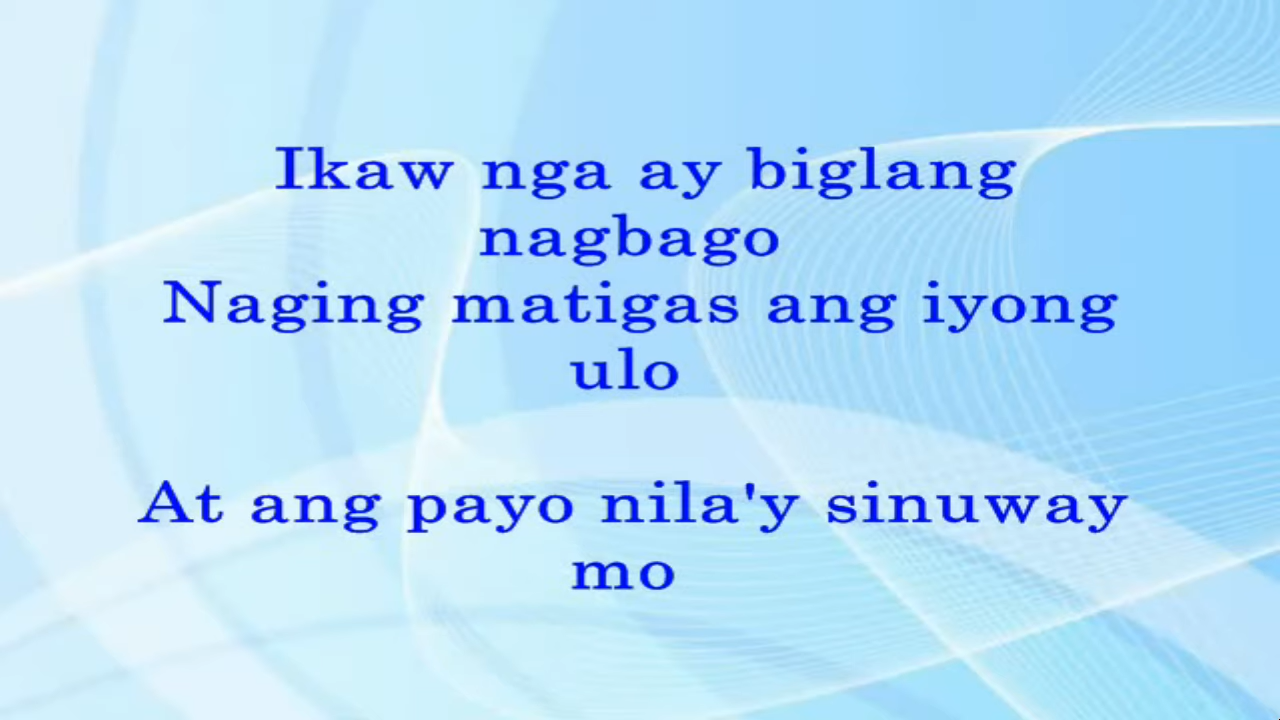 Ikaw nga ay biglang
nagbago
Naging matigas ang iyong
ulo
At ang payo nila'y sinuway
mo